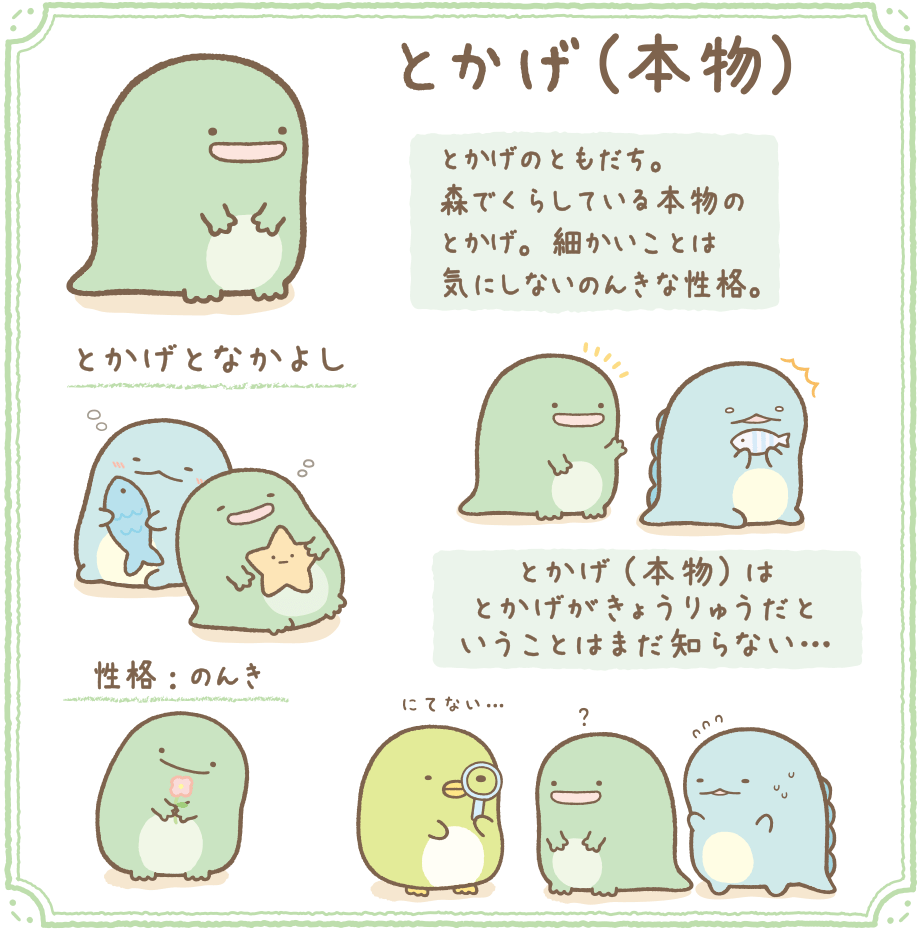 とかげ(本物)
とかげのともだち。
森でくらしている本物の
とかげ。細かいことは
気にしないのんきな性格。
とかげとなかよし
とかげ(本物)は
とかげがきょうりゅうだと
いうことはまだ知らない…
性格:のんき
にてない…
?